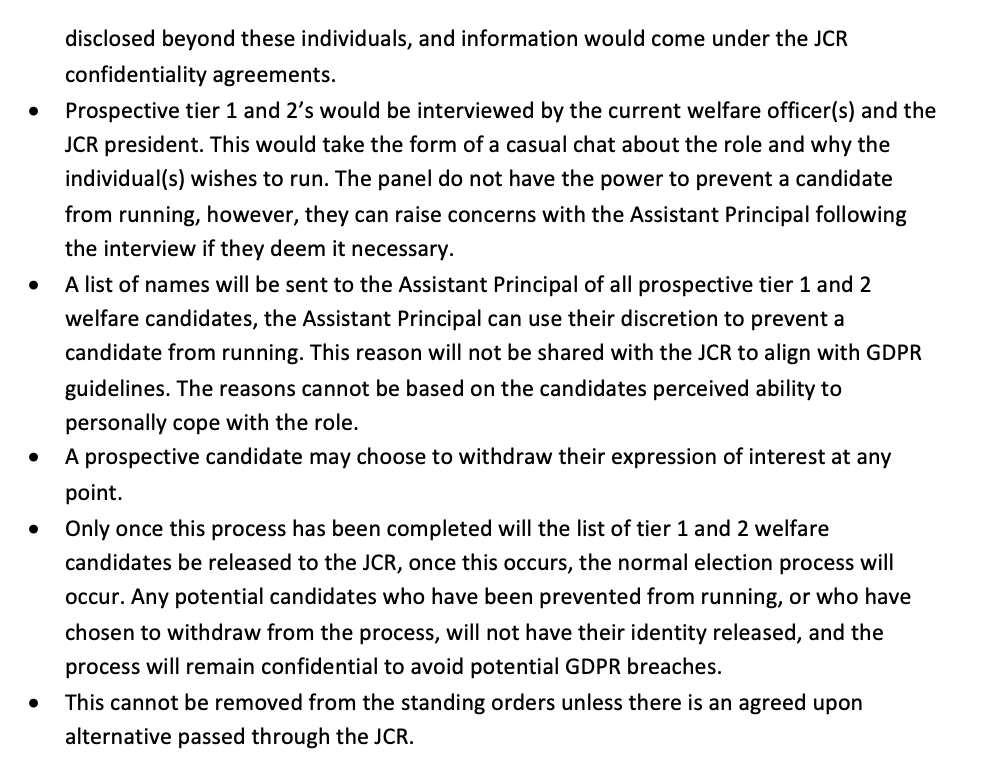 disclosed beyond these individuals, and information would come under the JCR
confidentiality agreements.
• Prospective tier 1 and 2’s would be interviewed by the current welfare officer(s) and the
JCR president. This would take the form of a casual chat about the role and why the
individual(s) wishes to run. The panel do not have the power to prevent a candidate
from running, however, they can raise concerns with the Assistant Principal following
the interview if they deem it necessary.
• A list of names will be sent to the Assistant Principal of all prospective tier 1 and 2
welfare candidates, the Assistant Principal can use their discretion to prevent a
candidate from running. This reason will not be shared with the JCR to align with GDPR
guidelines. The reasons cannot be based on the candidates perceived ability to
personally cope with the role.
• A prospective candidate may choose to withdraw their expression of interest at any
point.
• Only once this process has been completed will the list of tier 1 and 2 welfare
candidates be released to the JCR, once this occurs, the normal election process will
occur. Any potential candidates who have been prevented from running, or who have
chosen to withdraw from the process, will not have their identity released, and the
process will remain confidential to avoid potential GDPR breaches.
• This cannot be removed from the standing orders unless there is an agreed upon
alternative passed through the JCR.